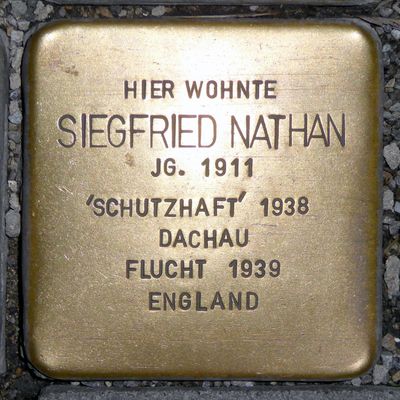 HIER WOHNTE
SIEGFRIED NATHAN
JG. 1911
'SCHUTZHAFT' 1938
DACHAU
FLUCHT 1939
ENGLAND